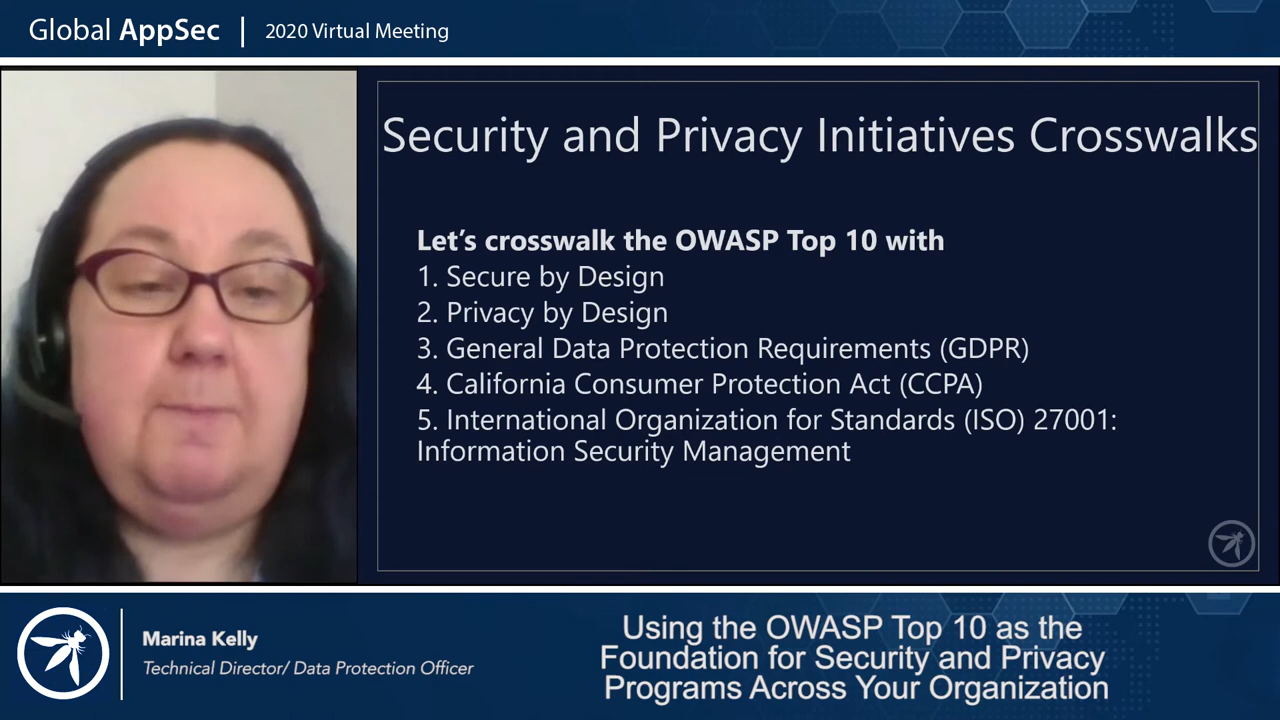 Global AppSec | 2020 Virtual Meeting
Security and Privacy Initiatives Crosswalks
Let's crosswalk the OWASP Top 10 with
1. Secure by Design
2. Privacy by Design
3. General Data Protection Requirements (GDPR)
4. California Consumer Protection Act (CCPA)
5. International Organization for Standards (ISO) 27001:
Information Security Management
Marina Kelly
Technical Director/ Data Protection Officer
Using the OWASP Top 10 as the
Foundation for Security and Privacy
Programs Across Your Organization